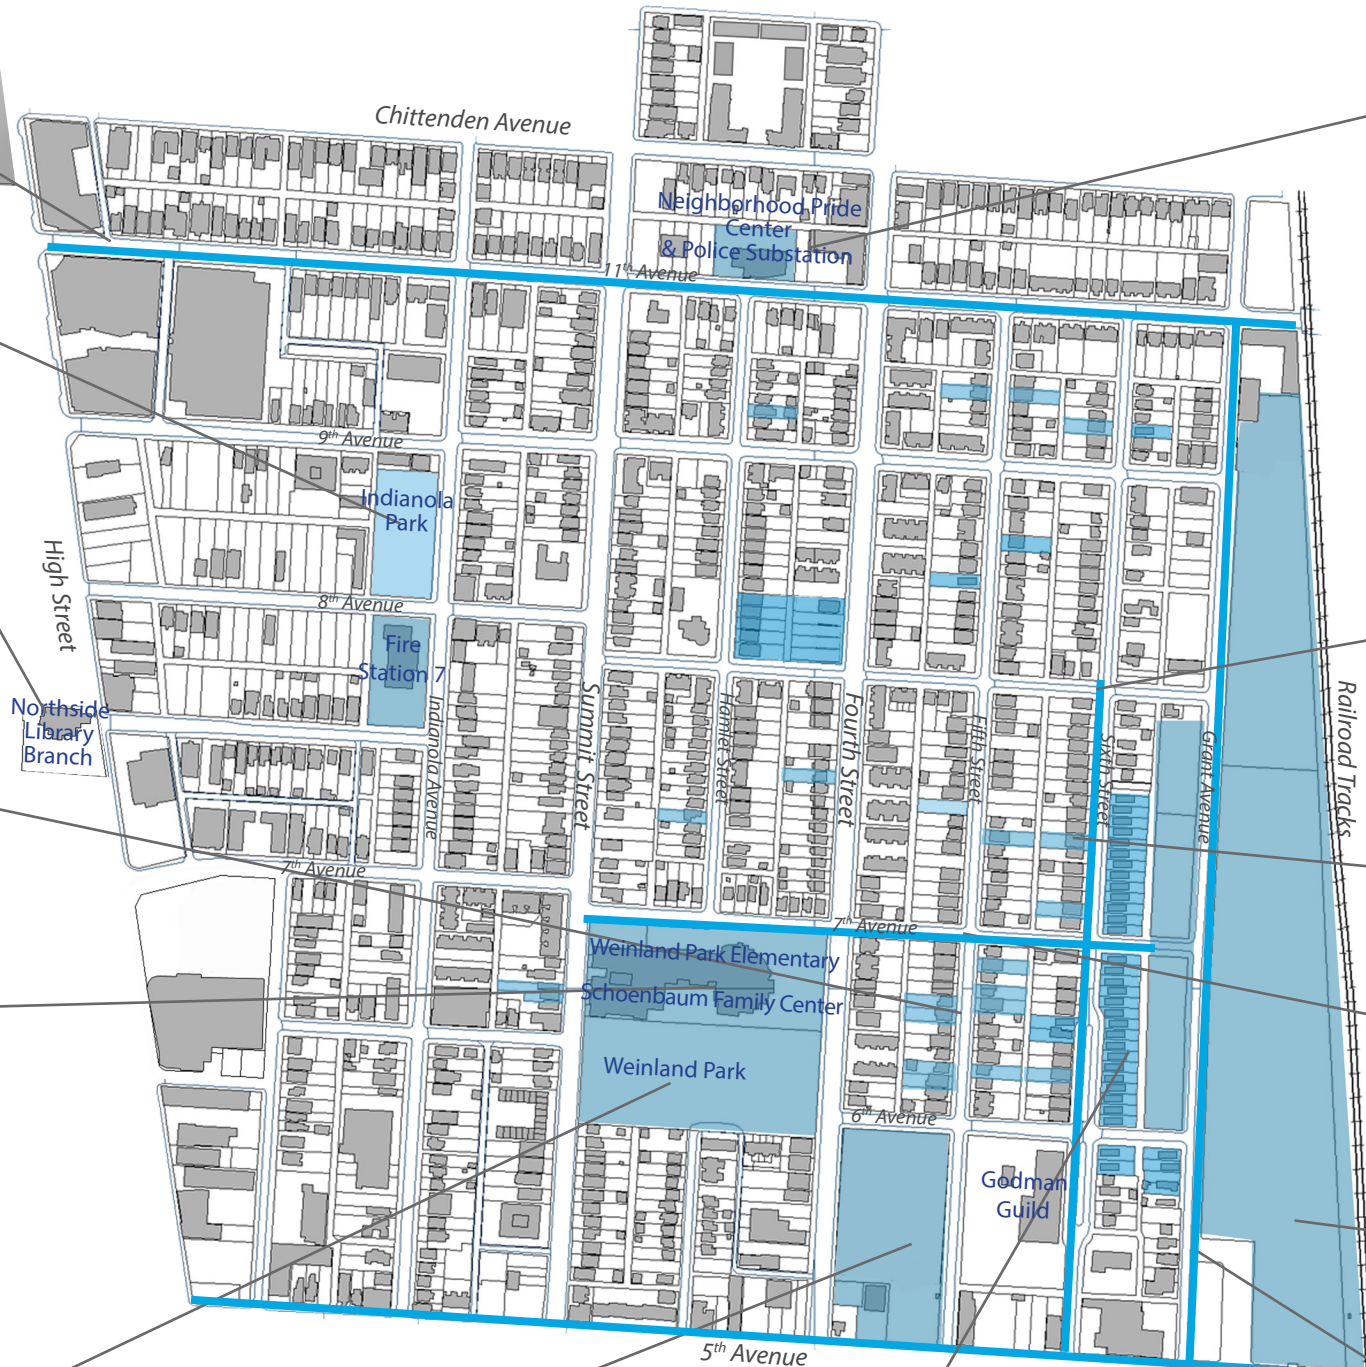 Chittenden Avenue
Neighborhood Pride
Center
& Police Substation
11th Avenue
9th Avenue
Indianola
Park
High Street
8th Avenue
Fire
Station 7
Northside
Library
Branch
Indianola Avenue
Summit Street
Hamlet Street
Fourth Street
Fifth Street
Sixth Street
Grant Avenue
Railroad Tracks
7th Avenue
7th Avenue
Weinland Park Elementary
Schoenbaum Family Center
Weinland Park
6th Avenue
Godman
Guild
5th Avenue